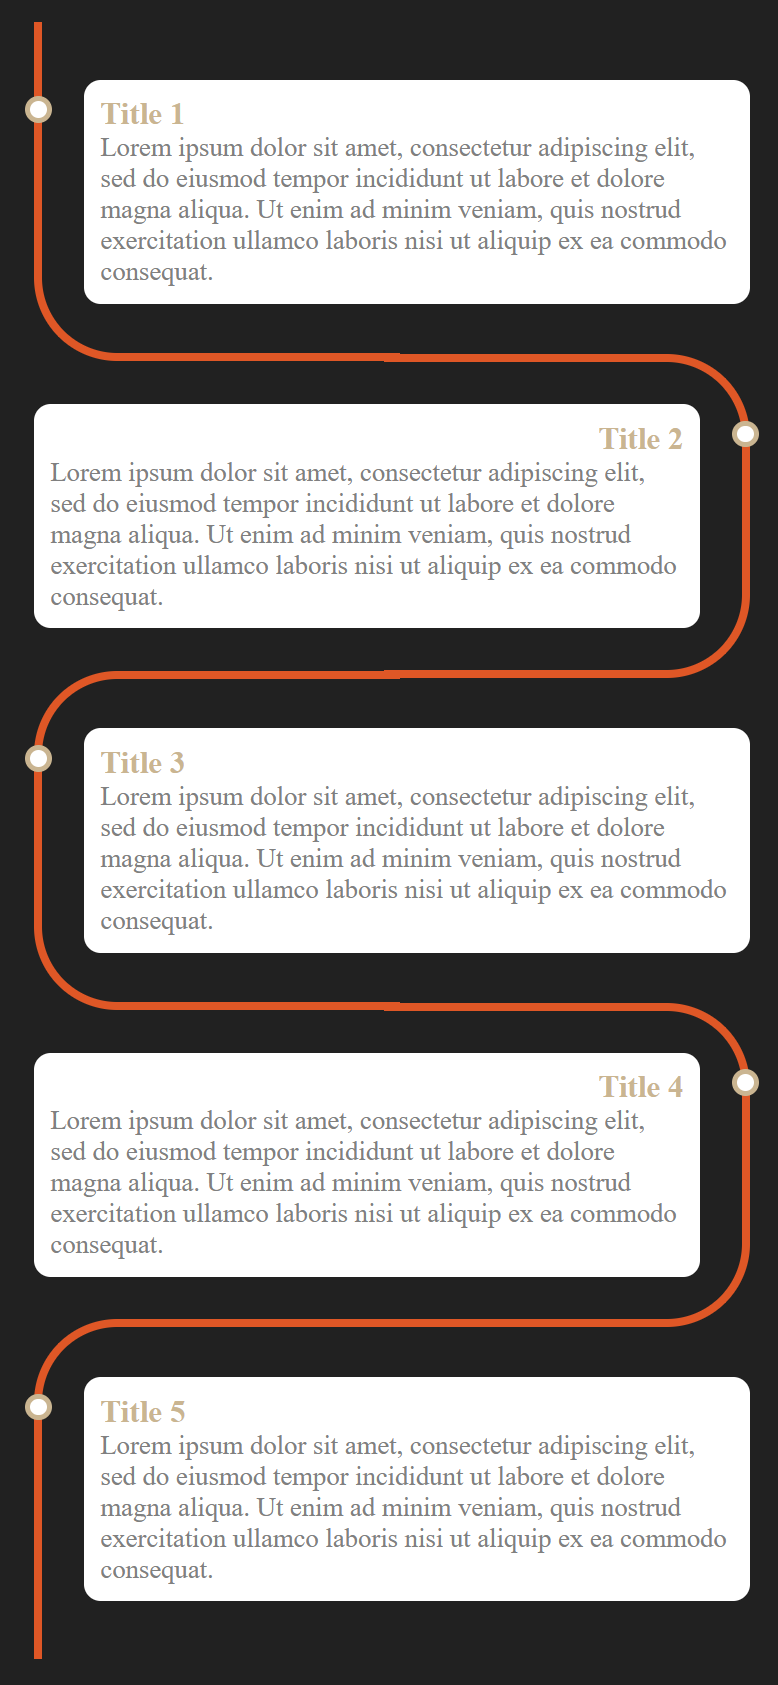 Title 1
Lorem ipsum dolor sit amet, consectetur adipiscing elit,
sed do eiusmod tempor incididunt ut labore et dolore
magna aliqua. Ut enim ad minim veniam, quis nostrud
exercitation ullamco laboris nisi ut aliquip ex ea commodo
consequat.
Title 2
Lorem ipsum dolor sit amet, consectetur adipiscing elit,
sed do eiusmod tempor incididunt ut labore et dolore
magna aliqua. Ut enim ad minim veniam, quis nostrud
exercitation ullamco laboris nisi ut aliquip ex ea commodo
consequat.
Title 3
Lorem ipsum dolor sit amet, consectetur adipiscing elit,
sed do eiusmod tempor incididunt ut labore et dolore
magna aliqua. Ut enim ad minim veniam, quis nostrud
exercitation ullamco laboris nisi ut aliquip ex ea commodo
consequat.
Title 4
Lorem ipsum dolor sit amet, consectetur adipiscing elit,
sed do eiusmod tempor incididunt ut labore et dolore
magna aliqua. Ut enim ad minim veniam, quis nostrud
exercitation ullamco laboris nisi ut aliquip ex ea commodo
consequat.
Title 5
Lorem ipsum dolor sit amet, consectetur adipiscing elit,
sed do eiusmod tempor incididunt ut labore et dolore
magna aliqua. Ut enim ad minim veniam, quis nostrud
exercitation ullamco laboris nisi ut aliquip ex ea commodo
consequat.